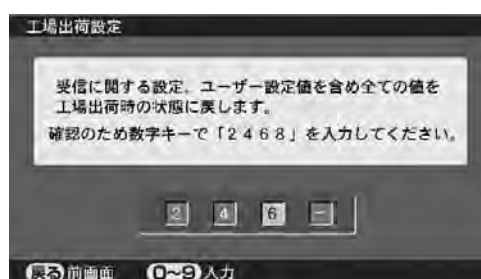 工場出荷設定
受信に関する設定、ユーザー設定値を含め全ての値を
工場出荷時の状態に戻します。
確認のため数字キーで「２４６８」を入力してください。
2 4 6 －
戻る 前画面 0～9 入力